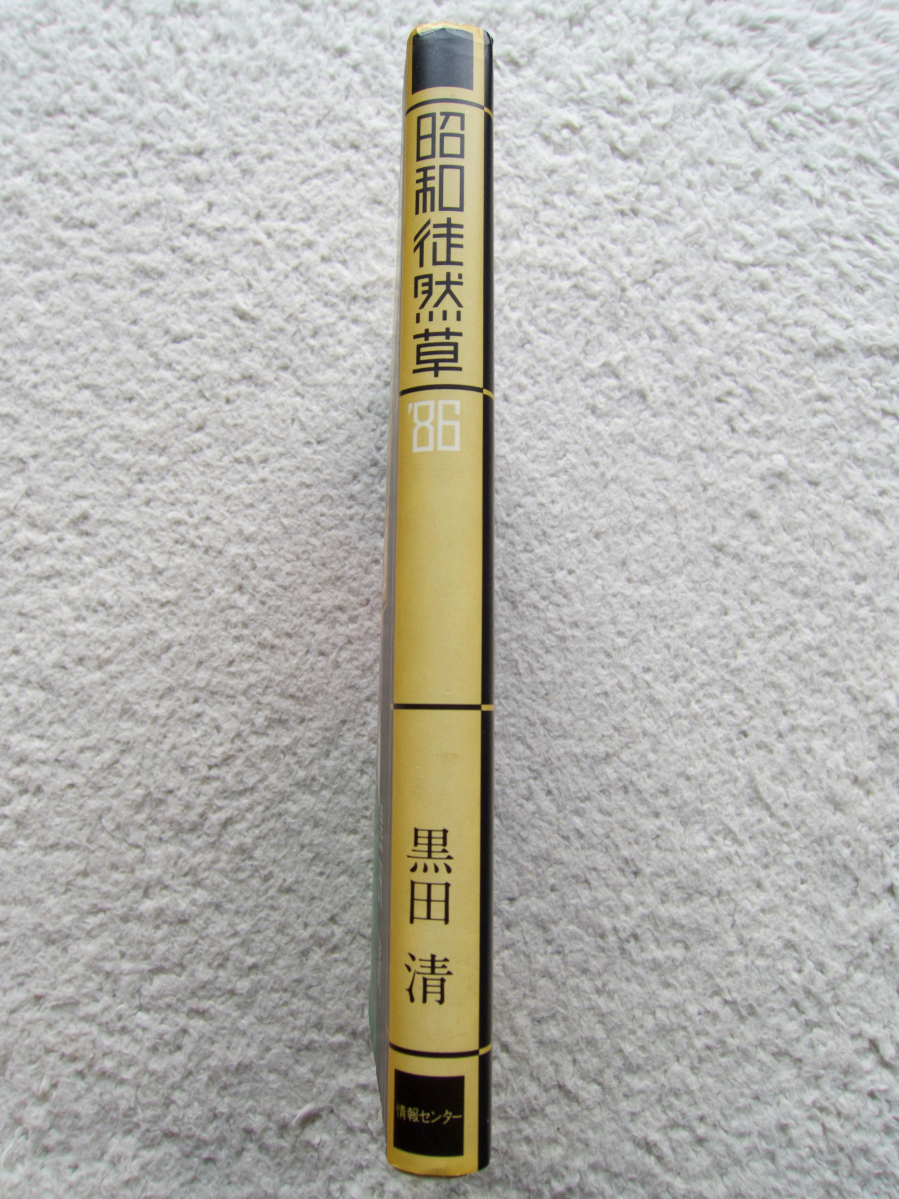 昭和徒然草
'86
黒田 清
情報センター